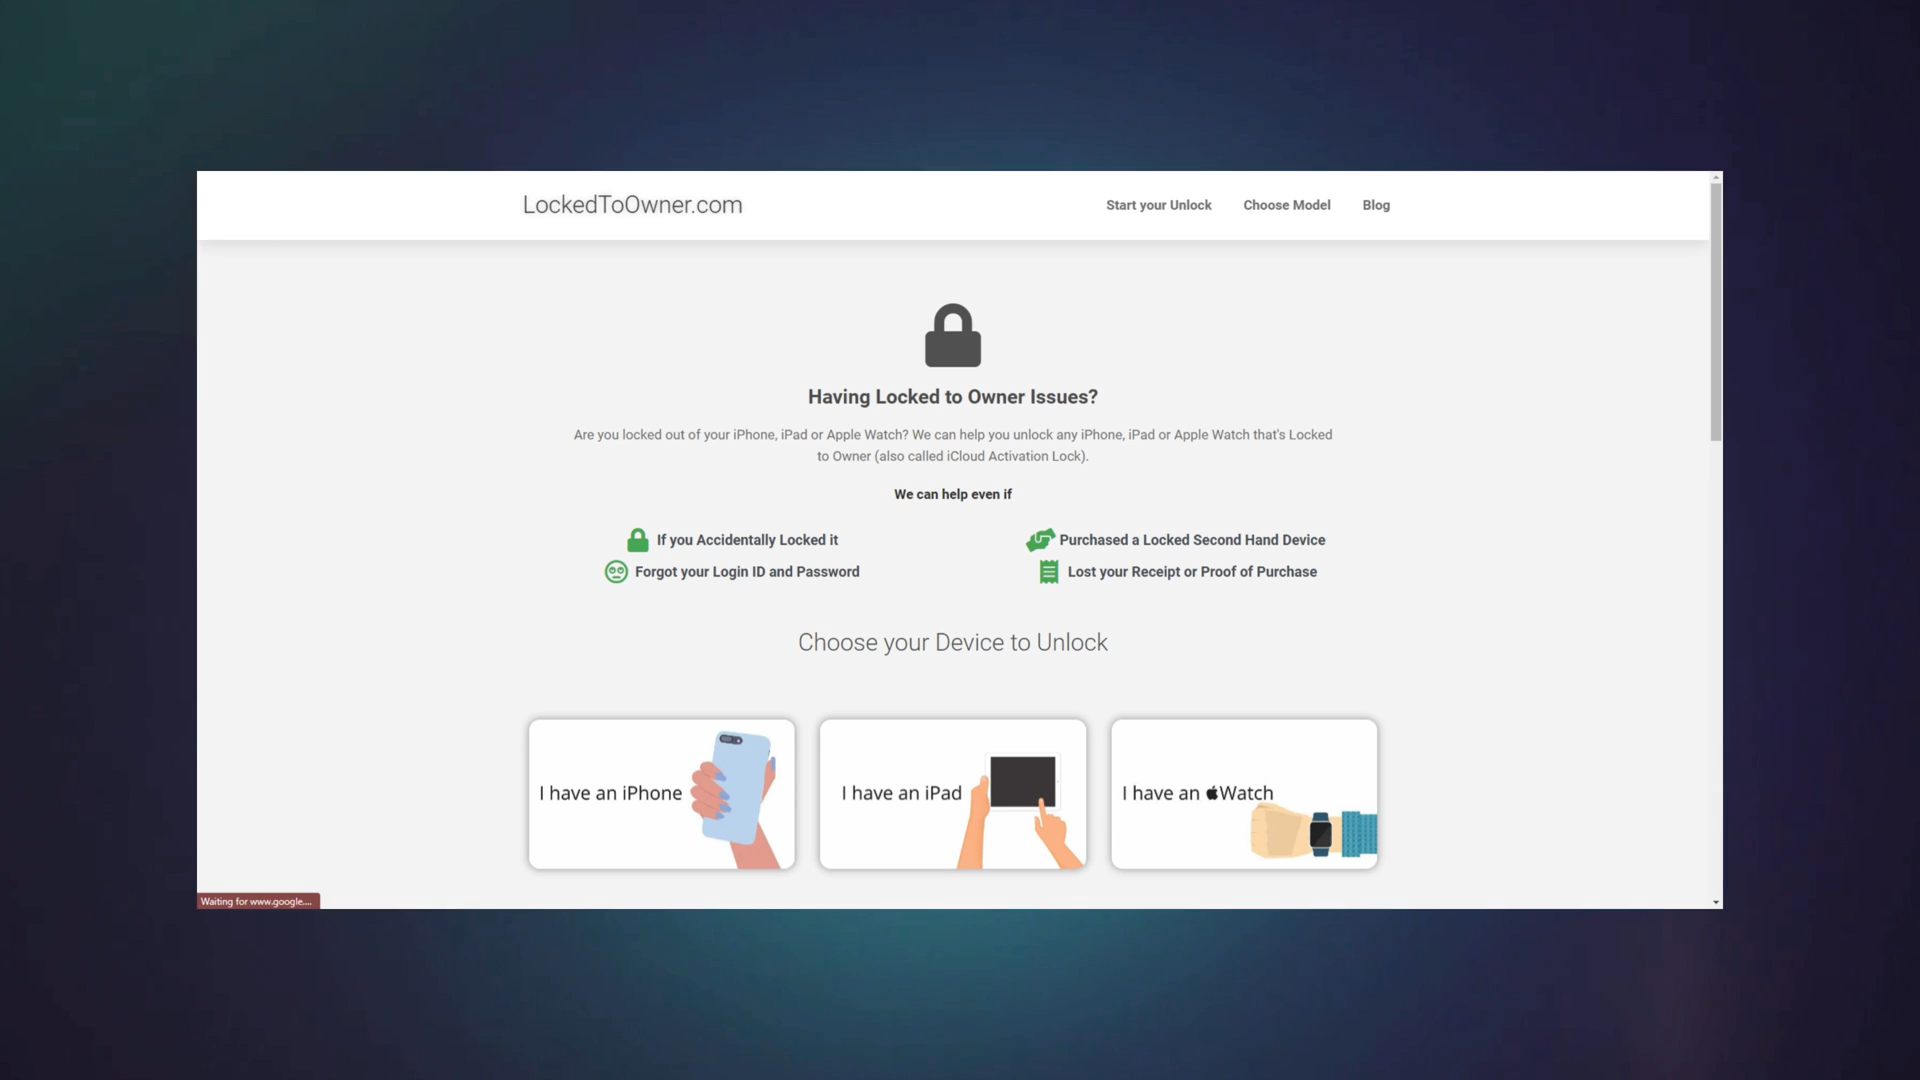 LockedToOwner.com
Start your Unlock
Choose Model
Blog
Having Locked to Owner Issues?
Are you locked out of your iPhone, iPad or Apple Watch? We can help you unlock any iPhone, iPad or Apple Watch that's Locked
to Owner (also called iCloud Activation Lock).
We can help even if
If you Accidentally Locked it
Purchased a Locked Second Hand Device
Forgot your Login ID and Password
Lost your Receipt or Proof of Purchase
Choose your Device to Unlock
I have an iPhone
I have an iPad
I have an Watch
Waiting for www.google....